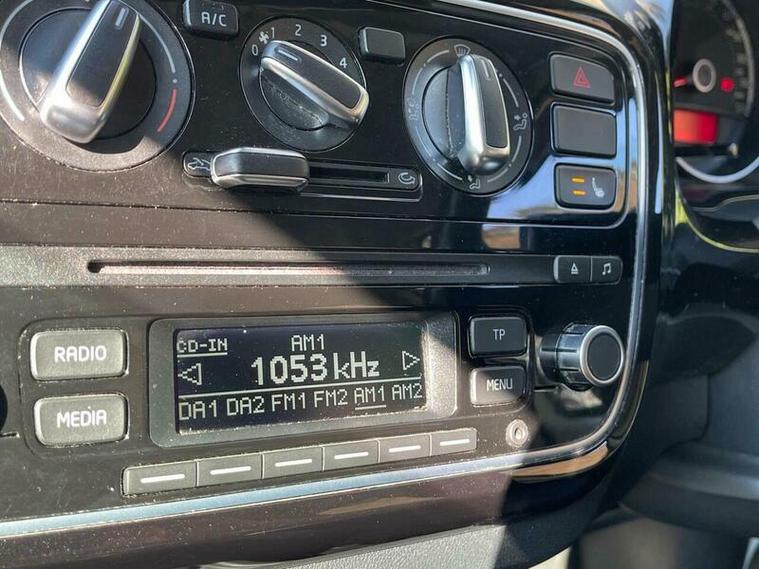 A/C
0 1 2 3 4
CD-IN AM1
1053 kHz
DA1 DA2 FM1 FM2 AM1 AM2
RADIO
MEDIA
TP
MENU